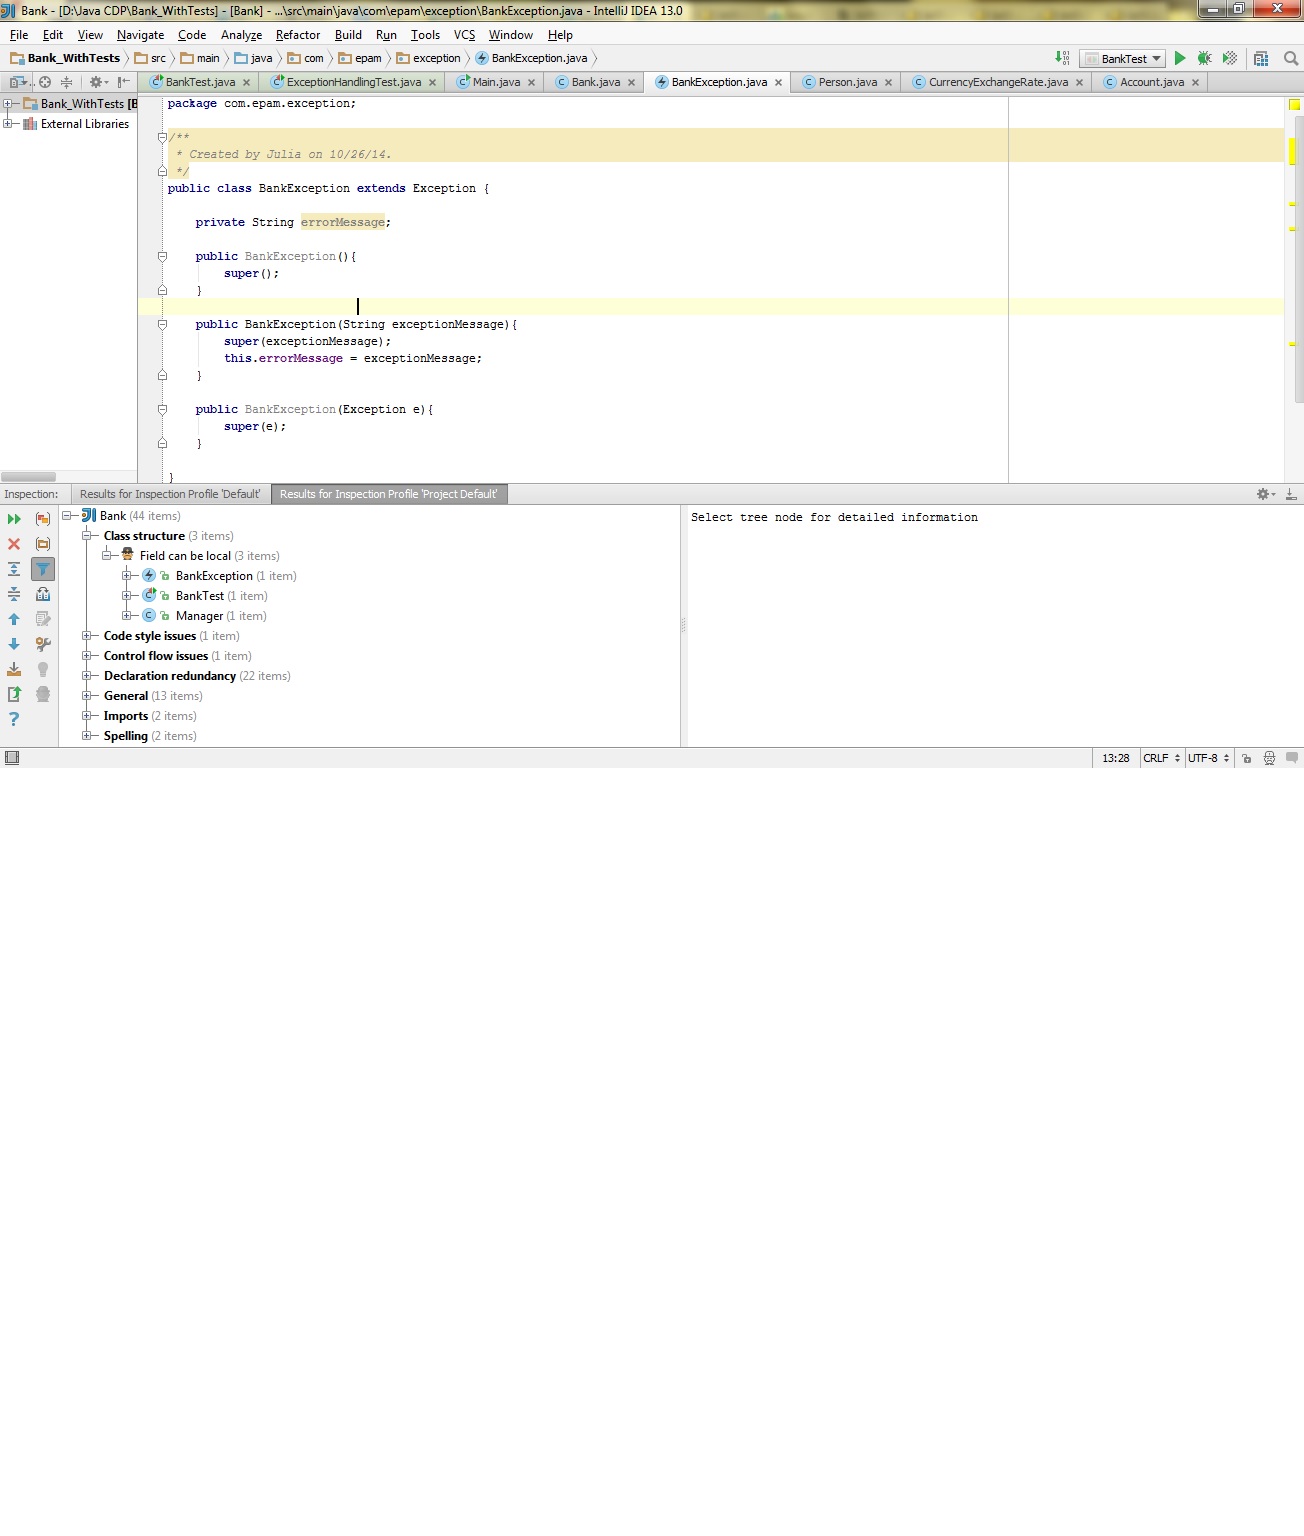 Bank - [D:\Java CDP\Bank_WithTests] - [Bank] - ...\src\main\java\com\epam\exception\BankException.java - IntelliJ IDEA 13.0
File Edit View Navigate Code Analyze Refactor Build Run Tools VCS Window Help
Bank_WithTests src main java com epam exception BankException.java BankTest
BankTest.java ExceptionHandlingTest.java Main.java Bank.java BankException.java Person.java CurrencyExchangeRate.java Account.java
Bank_WithTests [B
External Libraries
package com.epam.exception;
/**
* Created by Julia on 10/26/14.
*/
public class BankException extends Exception {
private String errorMessage;
public BankException(){
super();
}
public BankException(String exceptionMessage){
super(exceptionMessage);
this.errorMessage = exceptionMessage;
}
public BankException(Exception e){
super(e);
}
}
Inspection: Results for Inspection Profile 'Default' Results for Inspection Profile 'Project Default'
Bank (44 items)
Class structure (3 items)
Field can be local (3 items)
BankException (1 item)
BankTest (1 item)
Manager (1 item)
Code style issues (1 item)
Control flow issues (1 item)
Declaration redundancy (22 items)
General (13 items)
Imports (2 items)
Spelling (2 items)
Select tree node for detailed information
13:28 CRLF UTF-8